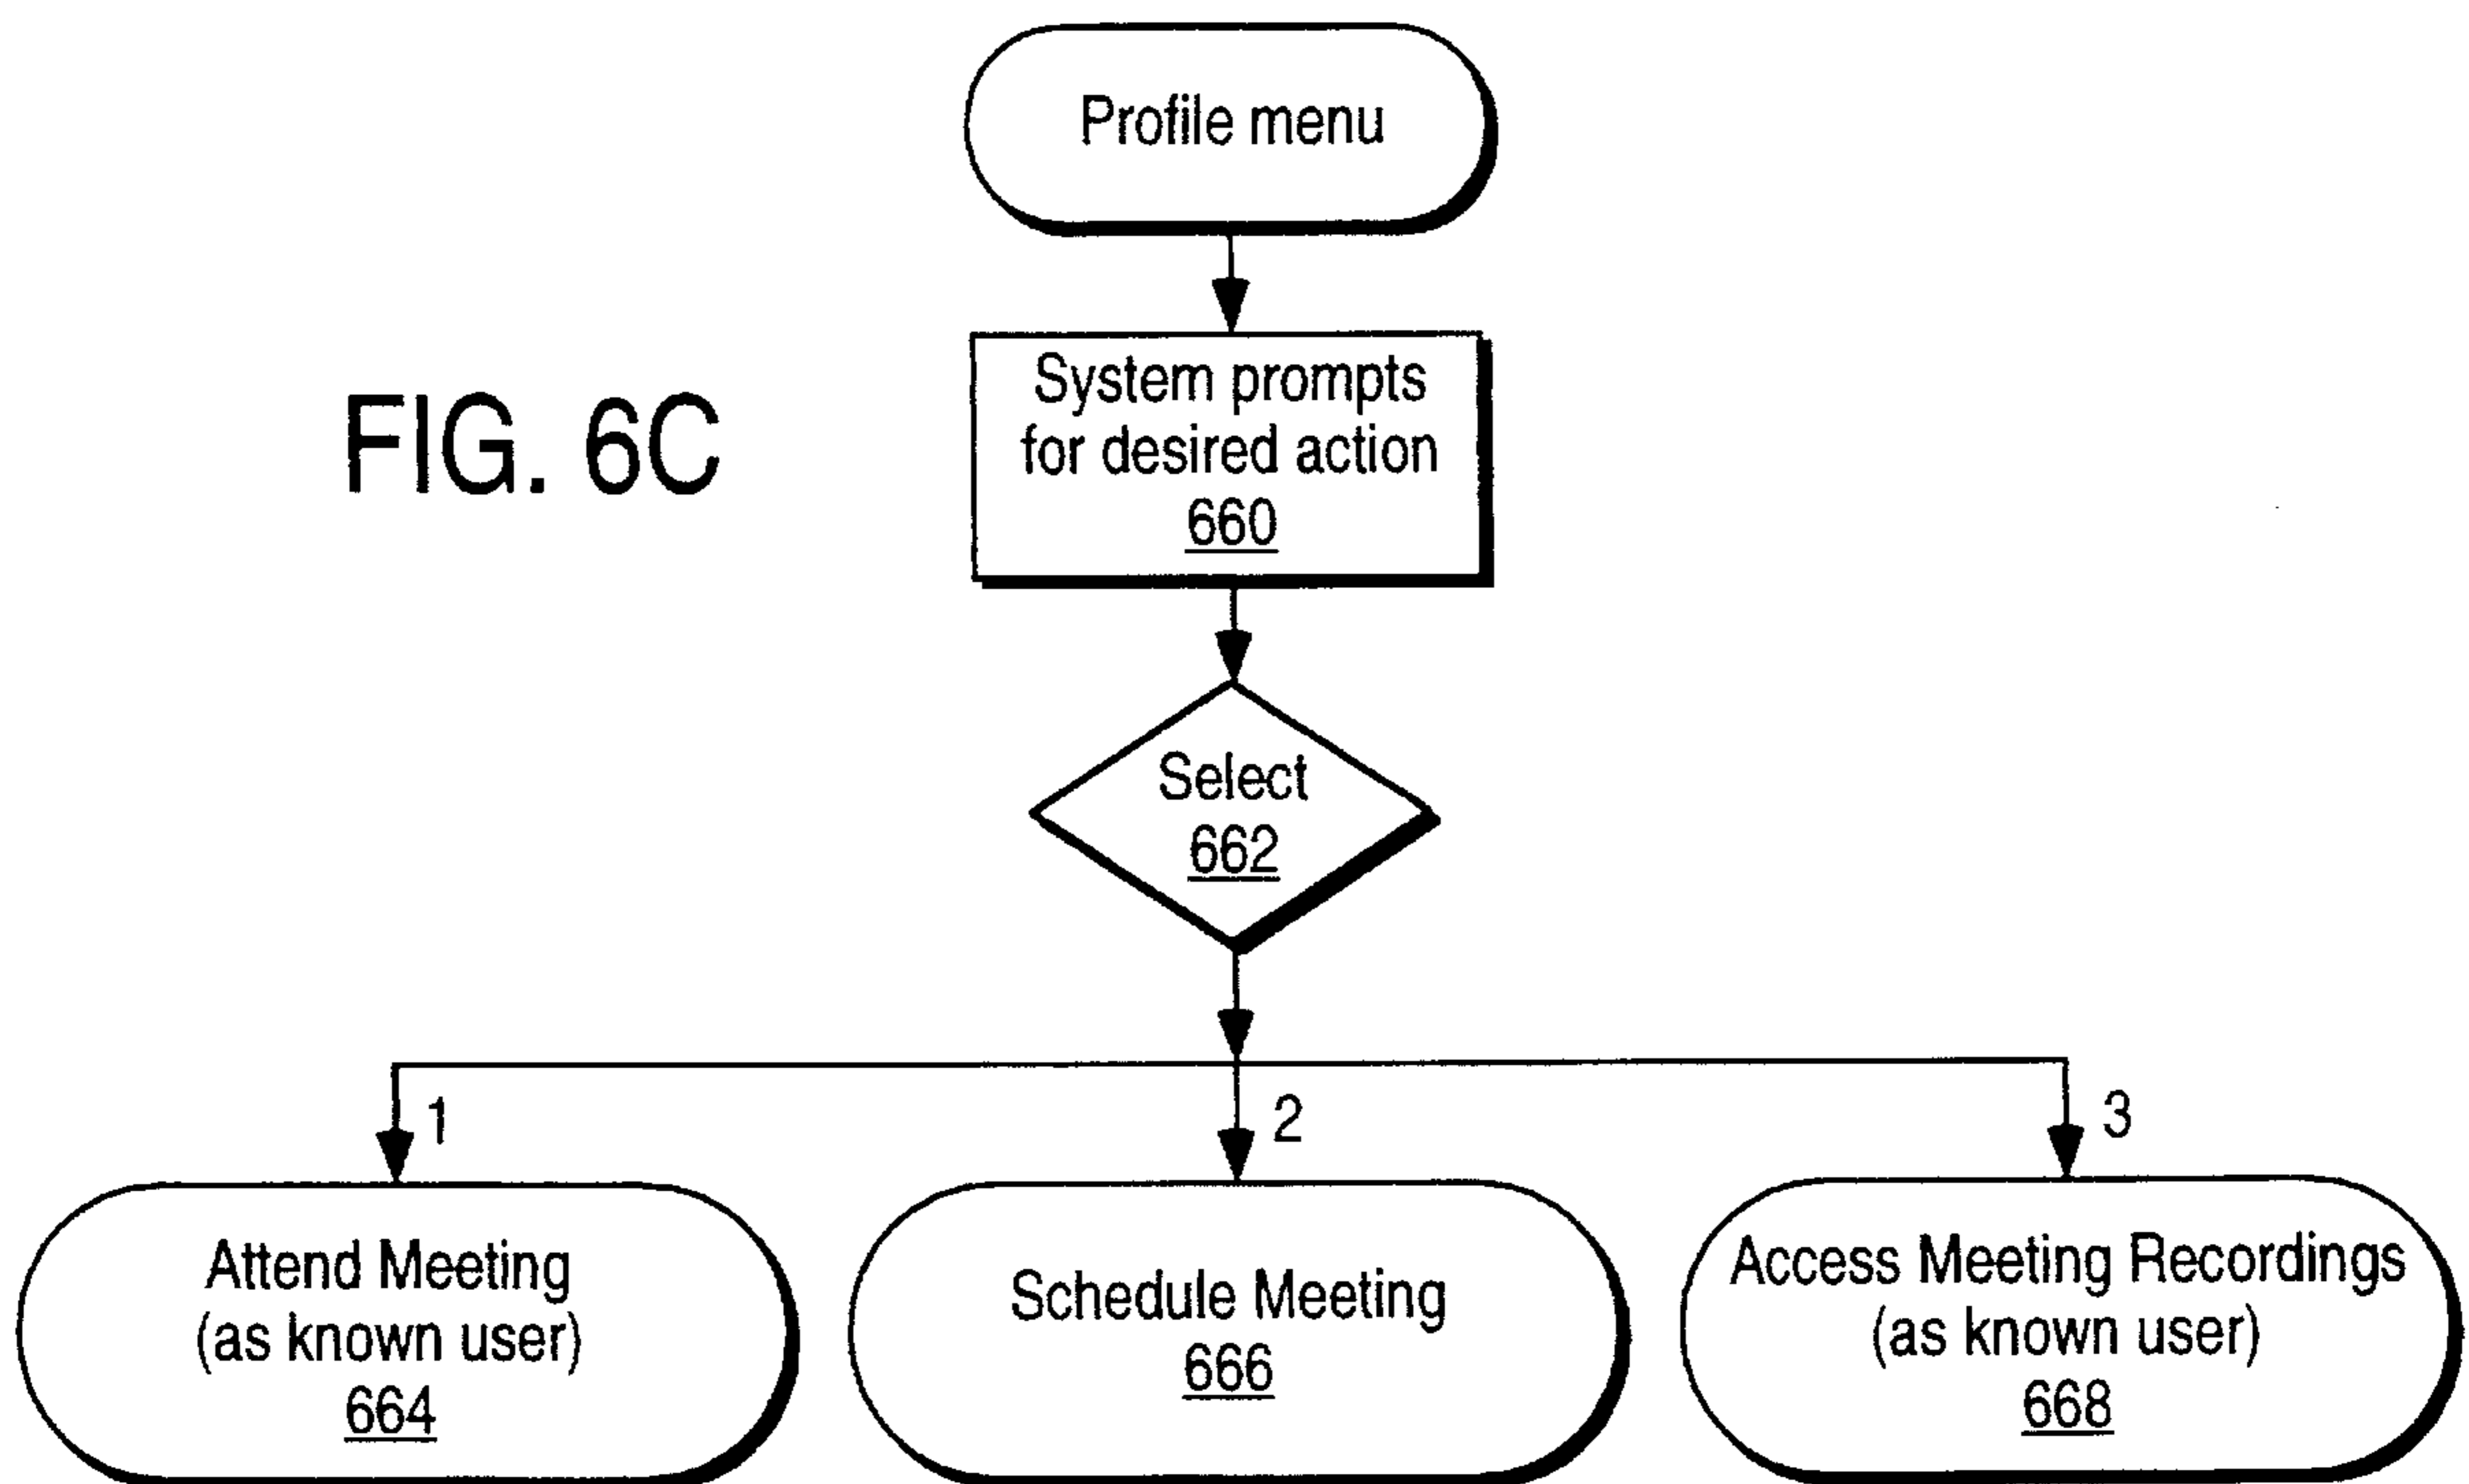 Profile menu
FIG. 6C
System prompts
for desired action
660
Select
662
1
2
3
Attend Meeting
(as known user)
664
Schedule Meeting
666
Access Meeting Recordings
(as known user)
668